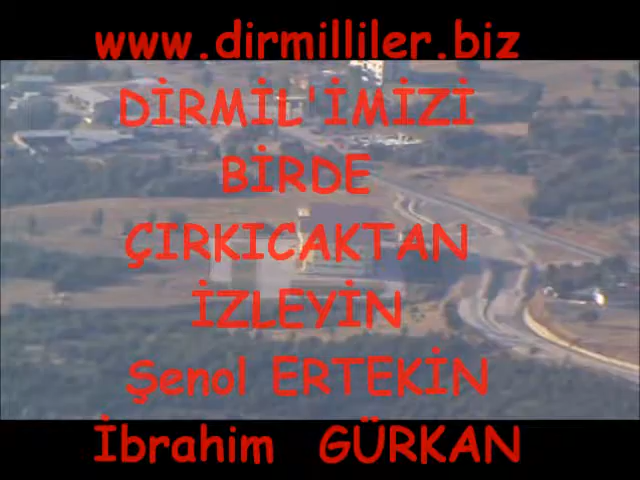 www.dirmilliler.biz
DİRMİL'İMİZİ
BİRDE
ÇIRKICAKTAN
İZLEYİN
Şenol ERTEKİN
İbrahim GÜRKAN